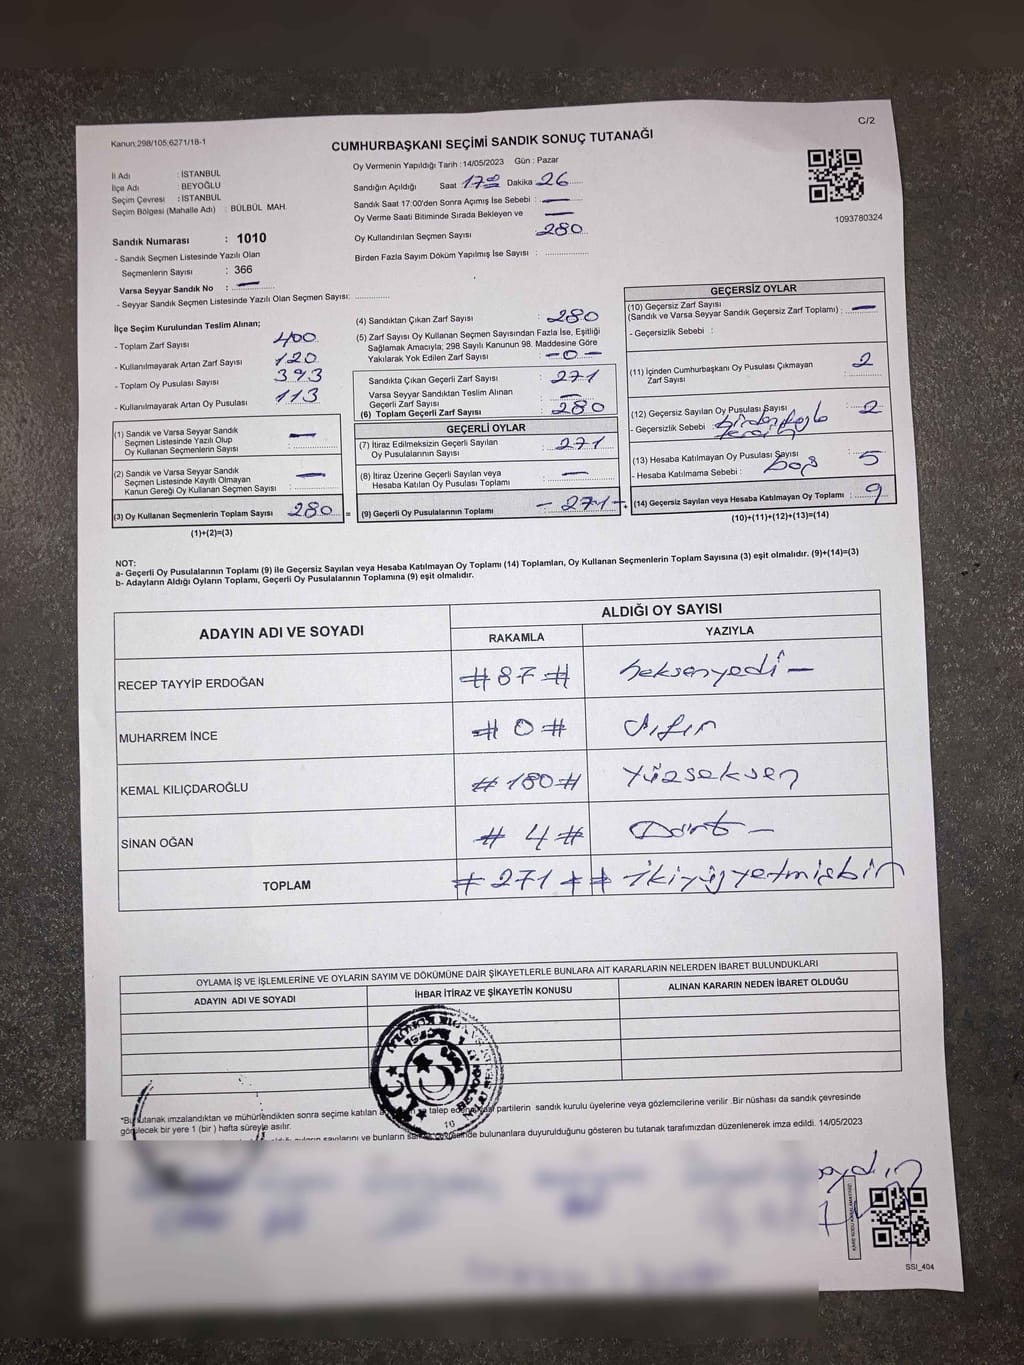 C/2
Kanun:298/105,6271/18-1
CUMHURBAŞKANI SEÇİMİ SANDIK SONUÇ TUTANAĞI
İl Adı : İSTANBUL
İlçe Adı : BEYOĞLU
Seçim Çevresi : İSTANBUL
Seçim Bölgesi (Mahalle Adı) : BÜLBÜL MAH.
Oy Vermenin Yapıldığı Tarih :14/05/2023 Gün : Pazar
Sandığın Açıldığı Saat 17:00 Dakika : 26
Sandık Saat 17:00'den Sonra Açımış İse Sebebi : —
Oy Verme Saati Bitiminde Sırada Bekleyen ve —
Oy Kullandırılan Seçmen Sayısı 280
Birden Fazla Sayım Döküm Yapılmış İse Sayısı :
1093780324
Sandık Numarası : 1010
- Sandık Seçmen Listesinde Yazılı Olan
Seçmenlerin Sayısı : 366
Varsa Seyyar Sandık No : —
- Seyyar Sandık Seçmen Listesinde Yazılı Olan Seçmen Sayısı:
İlçe Seçim Kurulundan Teslim Alınan;
- Toplam Zarf Sayısı 400
- Kullanılmayarak Artan Zarf Sayısı 120
- Toplam Oy Pusulası Sayısı 393
- Kullanılmayarak Artan Oy Pusulası 113
(1) Sandık ve Varsa Seyyar Sandık
Seçmen Listesinde Yazılı Olup
Oy Kullanan Seçmenlerin Sayısı —
(2) Sandık ve Varsa Seyyar Sandık
Seçmen Listesinde Kayıtlı Olmayan
Kanun Gereği Oy Kullanan Seçmen Sayısı : —
(3) Oy Kullanan Seçmenlerin Toplam Sayısı 280 =
(1)+(2)=(3)
(4) Sandıktan Çıkan Zarf Sayısı : 280
(5) Zarf Sayısı Oy Kullanan Seçmen Sayısından Fazla İse, Eşitliği
Sağlamak Amacıyla; 298 Sayılı Kanunun 98. Maddesine Göre
Yakılarak Yok Edilen Zarf Sayısı : -0-
Sandıkta Çıkan Geçerli Zarf Sayısı : 271
Varsa Seyyar Sandıktan Teslim Alınan
Geçerli Zarf Sayısı : —
(6) Toplam Geçerli Zarf Sayısı : 280
GEÇERLİ OYLAR
(7) İtiraz Edilmeksizin Geçerli Sayılan
Oy Pusulasının Sayısı : 271
(8) İtiraz Üzerine Geçerli Sayılan veya
Hesaba Katılan Oy Pusulası Toplamı : —
(9) Geçerli Oy Pusulalarının Toplamı : -271- +
GEÇERSİZ OYLAR
(10) Geçersiz Zarf Sayısı
(Sandık ve Varsa Seyyar Sandık Geçersiz Zarf Toplamı) : —
- Geçersizlik Sebebi :
(11) İçinden Cumhurbaşkanı Oy Pusulası Çıkmayan
Zarf Sayısı : 2
(12) Geçersiz Sayılan Oy Pusulası Sayısı : 2
- Geçersizlik Sebebi : birden fazla
(13) Hesaba Katılmayan Oy Pusulası Sayısı : 5
- Hesaba Katılmama Sebebi : boş
(14) Geçersiz Sayılan veya Hesaba Katılmayan Oy Toplamı : 9
(10)+(11)+(12)+(13)=(14)
NOT:
a- Geçerli Oy Pusulalarının Toplamı (9) ile Geçersiz Sayılan veya Hesaba Katılmayan Oy Toplamı (14) Toplamları, Oy Kullanan Seçmenlerin Toplam Sayısına (3) eşit olmalıdır. (9)+(14)=(3)
b- Adayların Aldığı Oyların Toplamı, Geçerli Oy Pusulalarının Toplamına (9) eşit olmalıdır.
ADAYIN ADI VE SOYADI
ALDIĞI OY SAYISI
RAKAMLA
YAZIYLA
RECEP TAYYİP ERDOĞAN # 87 # Seksenyedi —
MUHARREM İNCE # 0 # Sıfır
KEMAL KILIÇDAROĞLU # 180 # Yüzseksen
SİNAN OĞAN # 4 # Dört —
TOPLAM # 271 # # ikiyüzyetmişbir
OYLAMA İŞ VE İŞLEMLERİNE VE OYLARIN SAYIM VE DÖKÜMÜNE DAİR ŞİKAYETLERLE BUNLARA AİT KARARLARIN NELERDEN İBARET BULUNDUKLARI
ADAYIN ADI VE SOYADI
İHBAR İTİRAZ VE ŞİKAYETİN KONUSU
ALINAN KARARIN NEDEN İBARET OLDUĞU
*Bu tutanak imzalandıktan ve mühürlendikten sonra seçime katılan talep eden partilerin sandık kurulu üyelerine veya gözlemcilerine verilir .Bir nüshası da sandık çevresinde
görülecek bir yere 1 (bir ) hafta süreyle asılır.
sayılarını ve bunların bulunanlara duyurulduğunu gösteren bu tutanak tarafımızdan düzenlenerek imza edildi. 14/05/2023
SSI_404